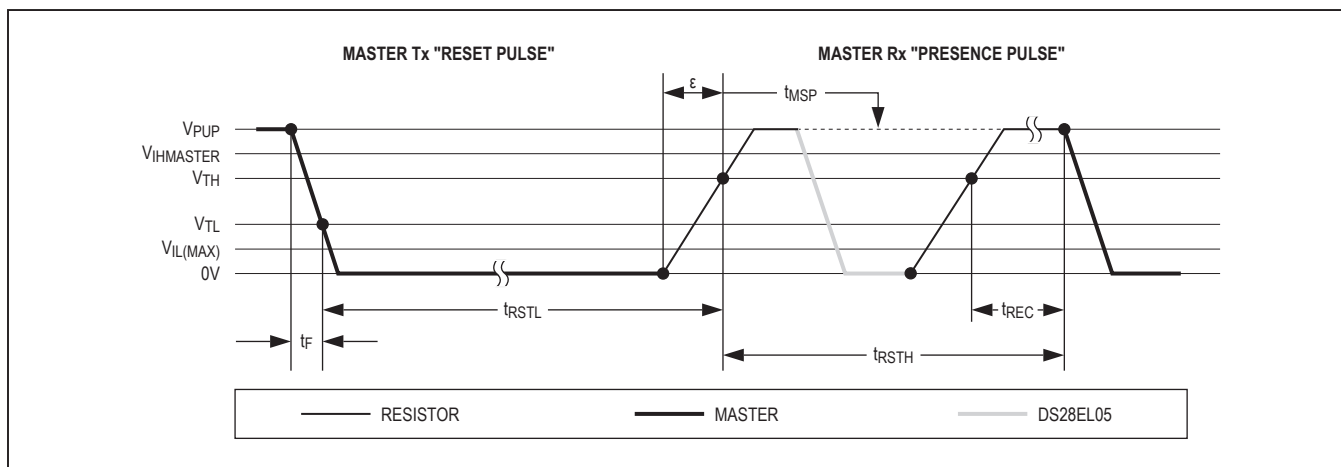 MASTER Tx "RESET PULSE"
MASTER Rx "PRESENCE PULSE"
ε
tMSP
VPUP
VIHMASTER
VTH
VTL
VIL(MAX)
0V
tRSTL
tREC
tF
tRSTH
RESISTOR
MASTER
DS28EL05